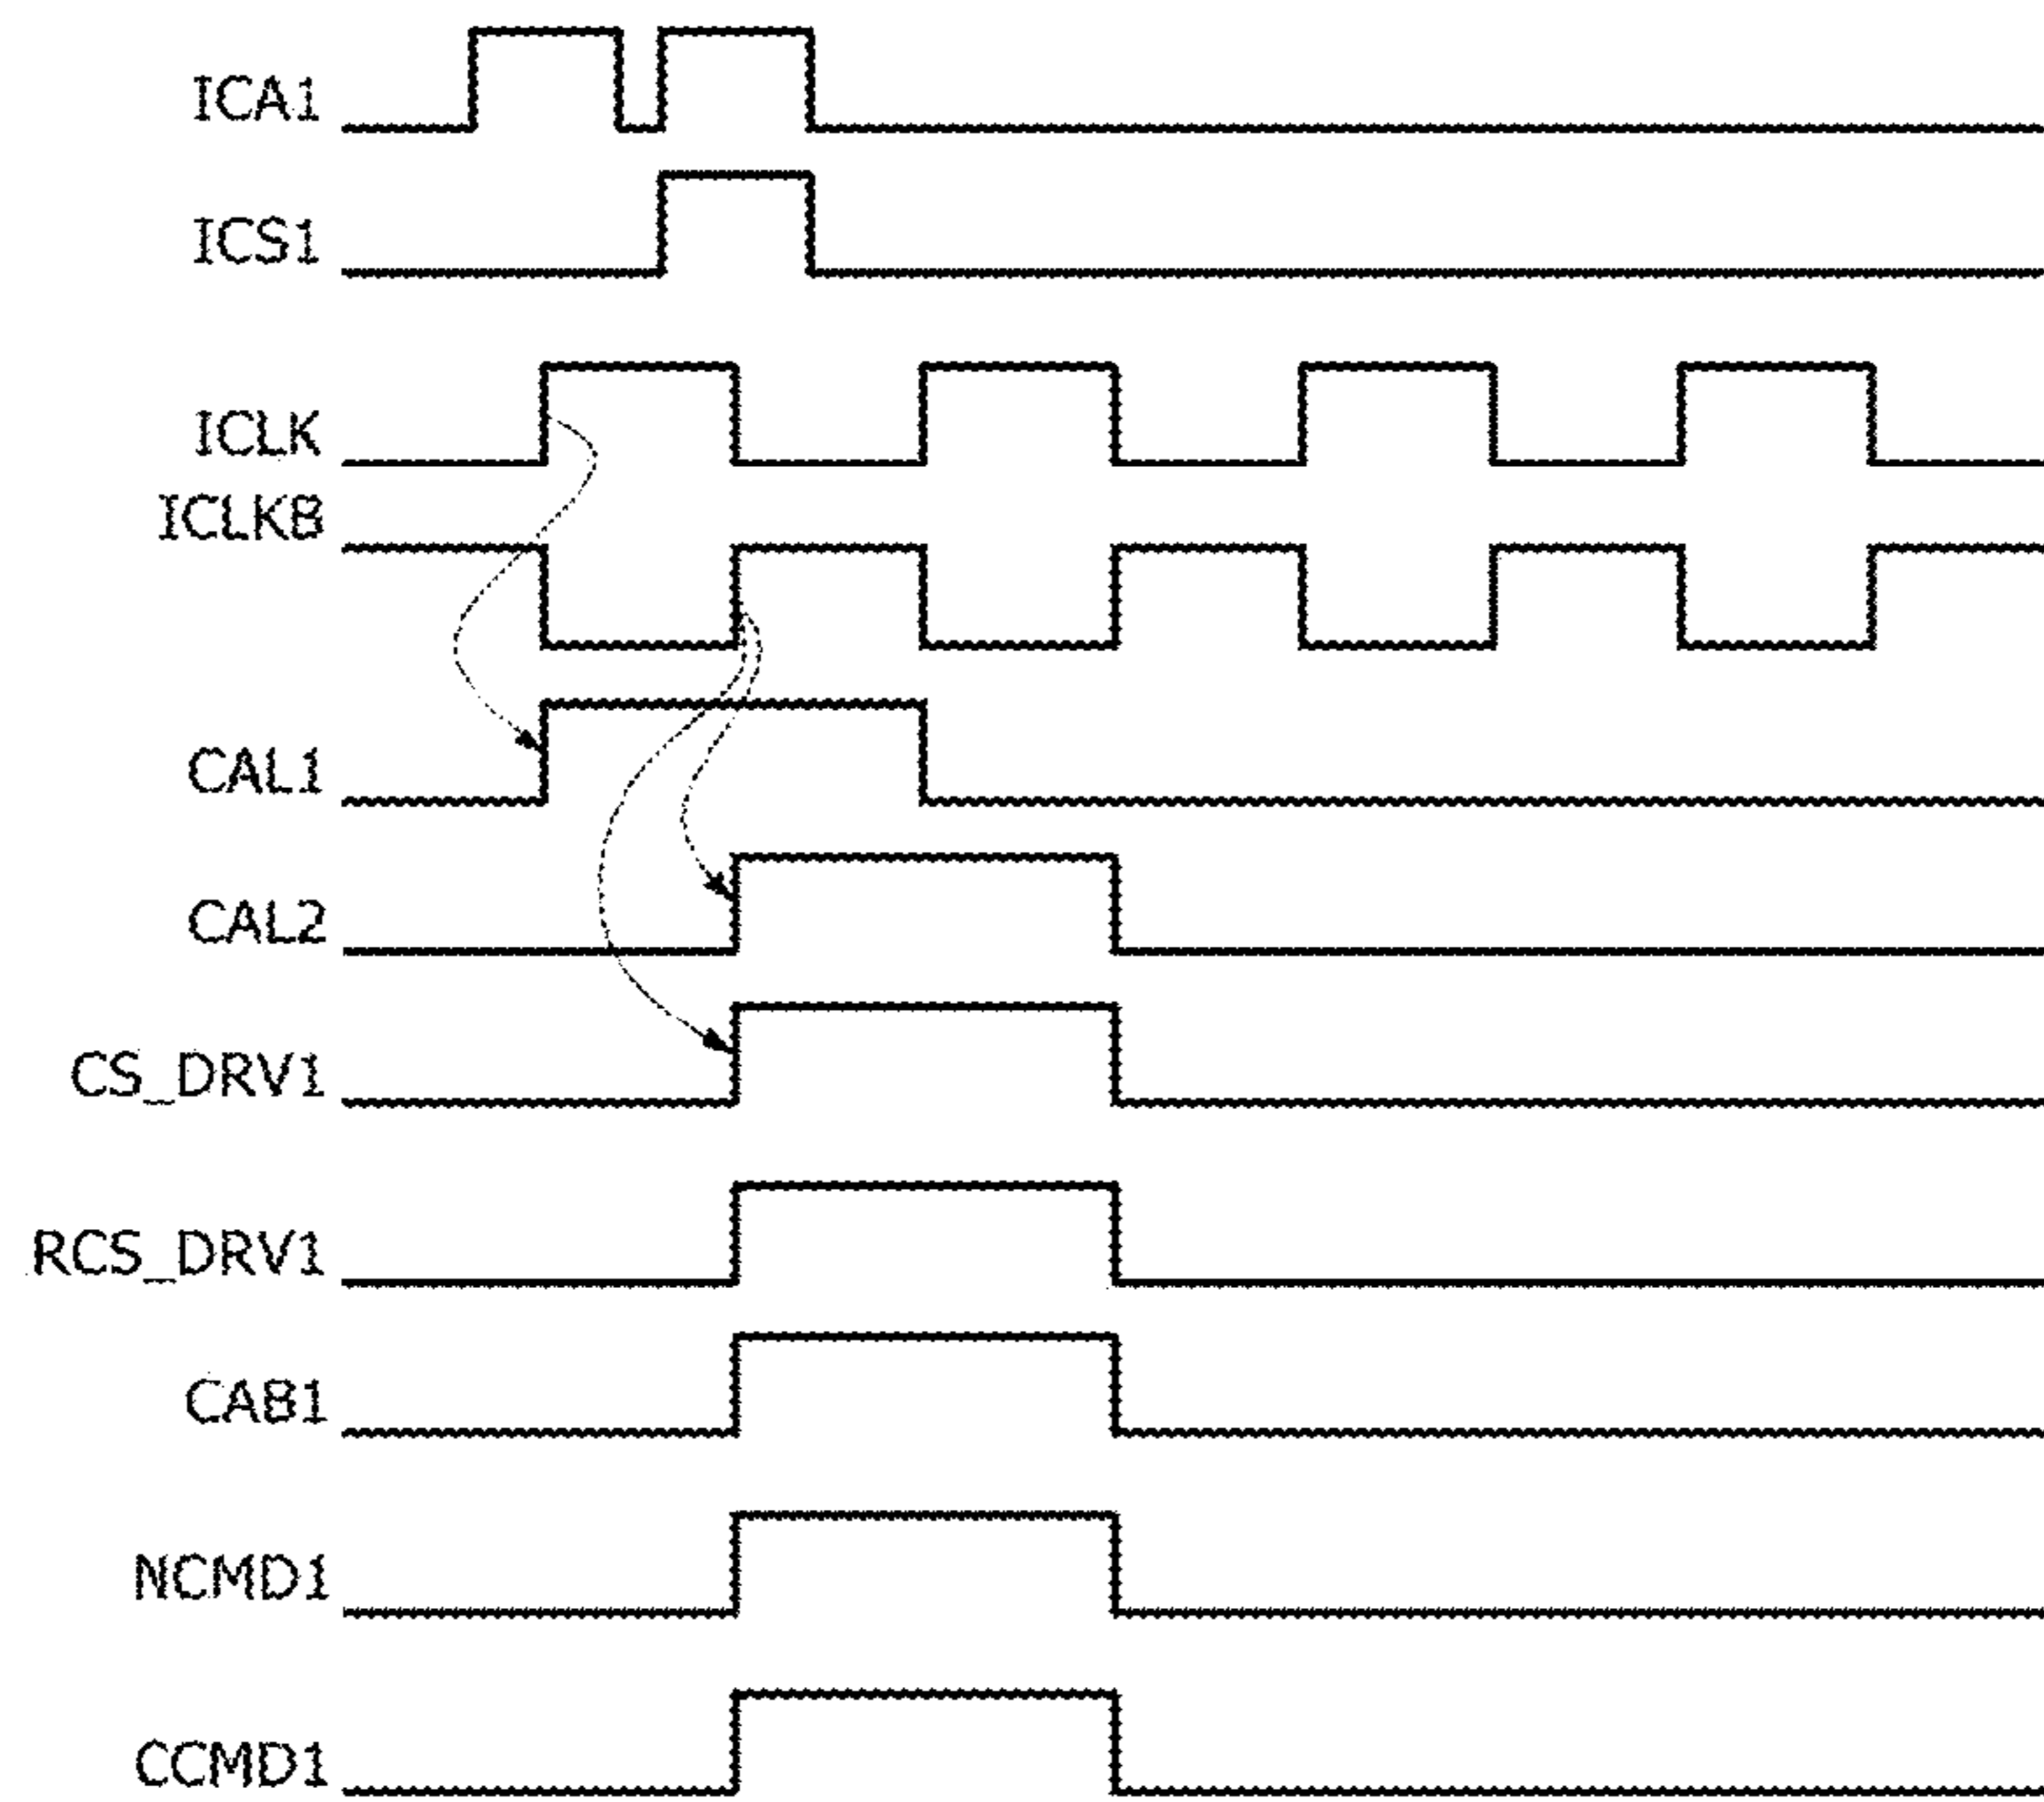 ICA1
ICS1
ICLK
ICLKB
CAL1
CAL2
CS_DRV1
RCS_DRV1
CAB1
NCMD1
CCMD1